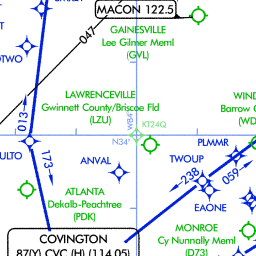 MACON 122.5
GAINESVILLE
Lee Gilmer Meml
(GVL)
047
LAWRENCEVILLE
Gwinnett County/Briscoe Fld
(LZU)
W84°
KT24Q
N34°
013
173
ULTO
ANVAL
ATLANTA
Dekalb-Peachtree
(PDK)
WIND
Barrow C
(WD
PLMMR
TWOUP
238
059
EAONE
MONROE
Cy Nunnally Meml
(D73)
COVINGTON
87(Y) CVC (H) (114.05)